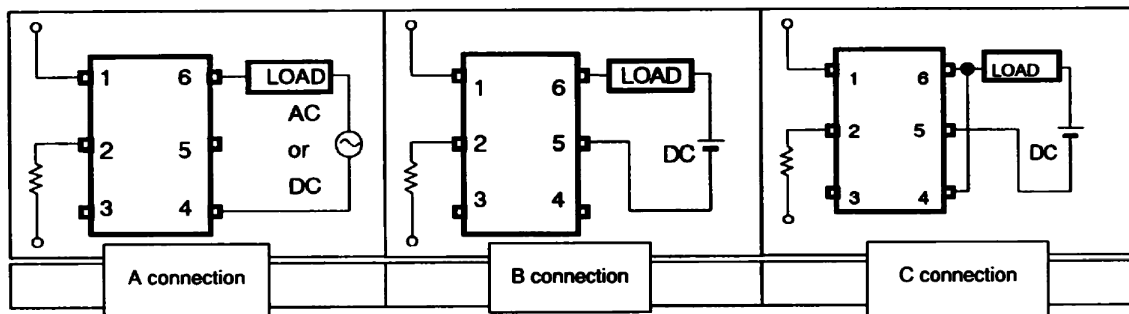 1 6 LOAD
AC
2 5 or
DC
3 4
A connection
1 6 LOAD
2 5 DC
3 4
B connection
1 6 LOAD
2 5 DC
3 4
C connection